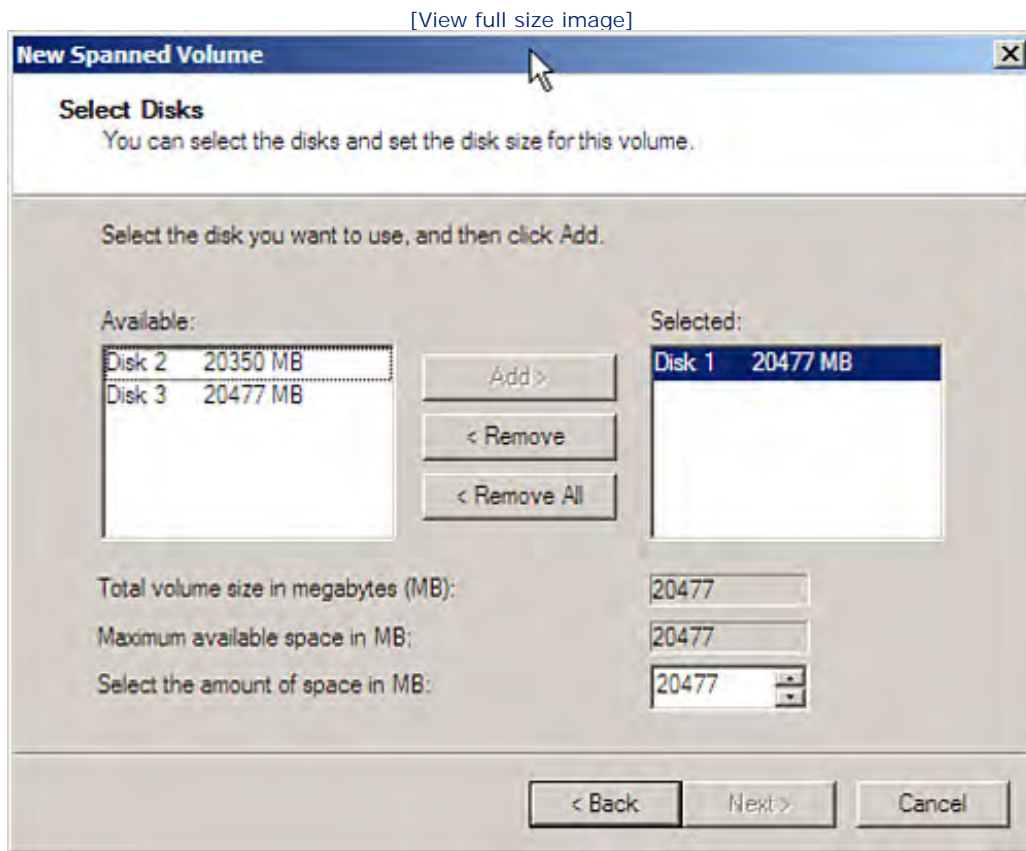 [View full size image]
New Spanned Volume
Select Disks
You can select the disks and set the disk size for this volume.
Select the disk you want to use, and then click Add.
Available: Selected:
Disk 2 20350 MB Add > Disk 1 20477 MB
Disk 3 20477 MB
< Remove
< Remove All
Total volume size in megabytes (MB): 20477
Maximum available space in MB: 20477
Select the amount of space in MB: 20477
< Back Next > Cancel